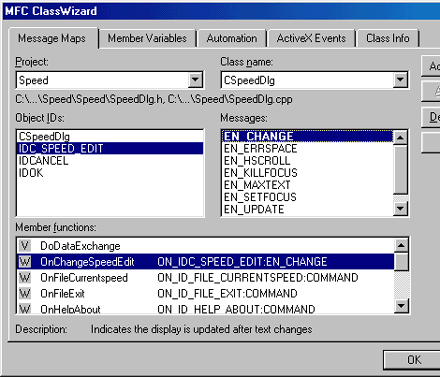 MFC ClassWizard
Message Maps Member Variables Automation ActiveX Events Class Info
Project: Class name:
Speed CSpeedDlg
C:\...\Speed\Speed\SpeedDlg.h, C:\...\Speed\SpeedDlg.cpp
Object IDs: Messages:
CSpeedDlg EN_CHANGE
IDC_SPEED_EDIT EN_ERRSPACE
IDCANCEL EN_HSCROLL
IDOK EN_KILLFOCUS
EN_MAXTEXT
EN_SETFOCUS
EN_UPDATE
Member functions:
V DoDataExchange
W OnChangeSpeedEdit ON_IDC_SPEED_EDIT:EN_CHANGE
W OnFileCurrentspeed ON_ID_FILE_CURRENTSPEED:COMMAND
W OnFileExit ON_ID_FILE_EXIT:COMMAND
W OnHelpAbout ON_ID_HELP_ABOUT:COMMAND
Description: Indicates the display is updated after text changes
OK